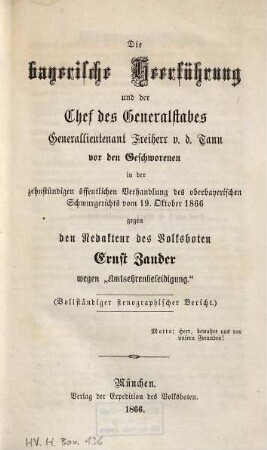 Die
bayerische Heerführung
und der
Chef des Generalstabes
Generallieutenant Freiherr v. d. Tann
vor den Geschworenen
in der
zehnstündigen öffentlichen Verhandlung des oberbayerischen
Schwurgerichts vom 19. Oktober 1866
gegen
den Redakteur des Volksboten
Ernst Zander
wegen „Amtsehrenbeleidigung.“
(Vollständiger stenographischer Bericht.)
Motto: Herr, bewahre uns vor
unsern Freunden!
München.
Verlag der Expedition des Volksboten.
1866.
HV. H. Bav. 136